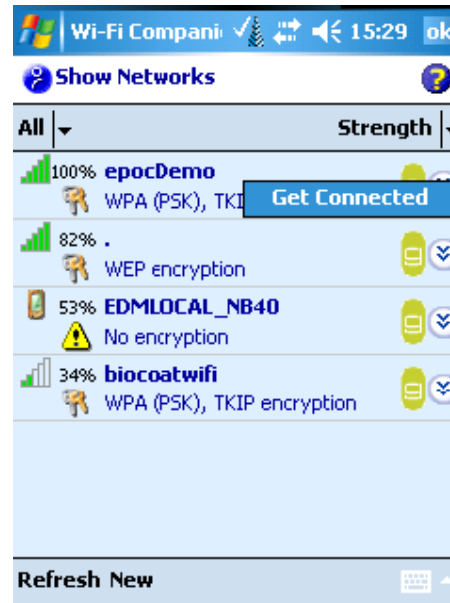 Wi-Fi Compani 15:29 ok
Show Networks ?
All Strength
100% epocDemo
WPA (PSK), TKI Get Connected
82% .
WEP encryption
53% EDMLOCAL_NB40
No encryption
34% biocoatwifi
WPA (PSK), TKIP encryption
Refresh New